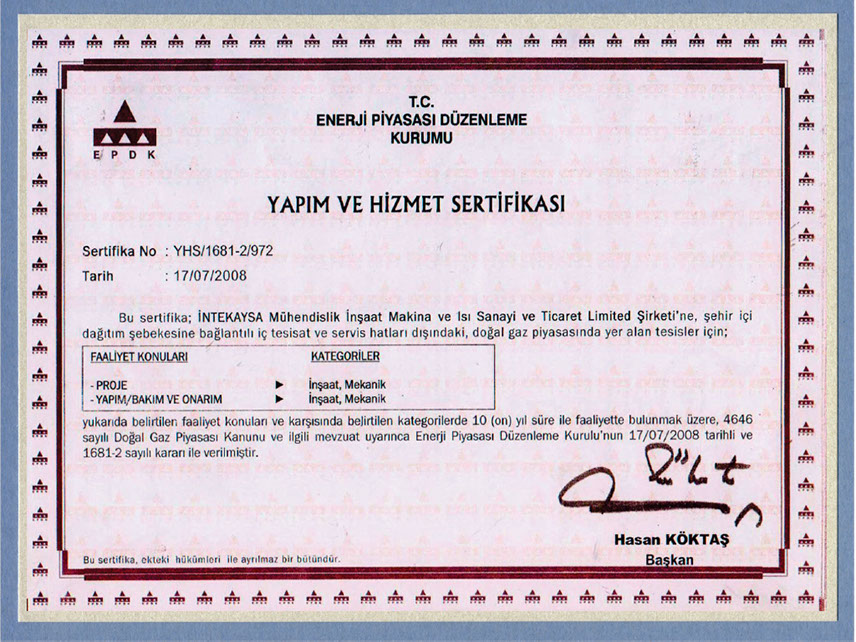 T.C.
ENERJİ PİYASASI DÜZENLEME
KURUMU
E P D K
YAPIM VE HİZMET SERTİFİKASI
Sertifika No : YHS/1681-2/972
Tarih : 17/07/2008
Bu sertifika; İNTEKAYSA Mühendislik İnşaat Makina ve Isı Sanayi ve Ticaret Limited Şirketi'ne, şehir içi
dağıtım şebekesine bağlantılı iç tesisat ve servis hatları dışındaki, doğal gaz piyasasında yer alan tesisler için;
FAALİYET KONULARI KATEGORİLER
- PROJE ► İnşaat, Mekanik
- YAPIM/BAKIM VE ONARIM ► İnşaat, Mekanik
yukarıda belirtilen faaliyet konuları ve karşısında belirtilen kategorilerde 10 (on) yıl süre ile faaliyette bulunmak üzere, 4646
sayılı Doğal Gaz Piyasası Kanunu ve ilgili mevzuat uyarınca Enerji Piyasası Düzenleme Kurulu'nun 17/07/2008 tarihli ve
1681-2 sayılı kararı ile verilmiştir.
Hasan KÖKTAŞ
Başkan
Bu sertifika, ekteki hükümleri ile ayrılmaz bir bütündür.